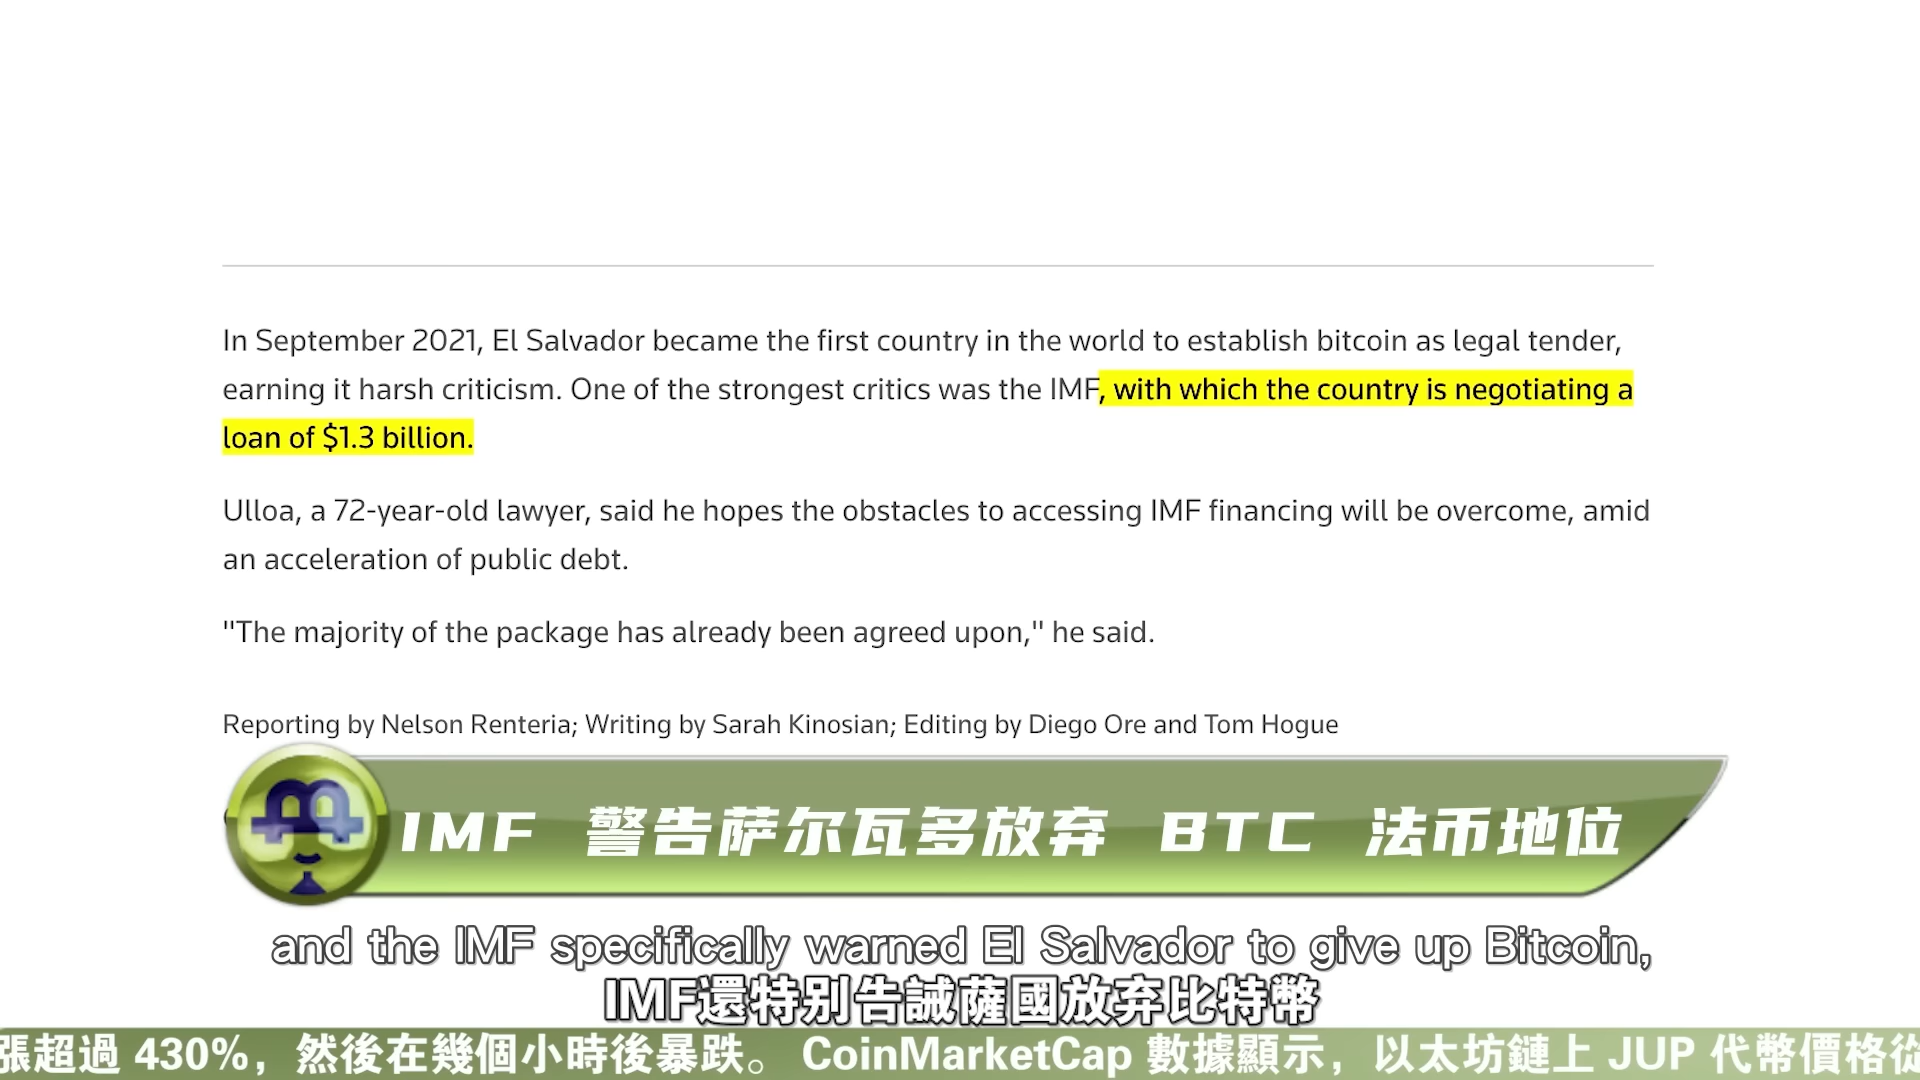 In September 2021, El Salvador became the first country in the world to establish bitcoin as legal tender,
earning it harsh criticism. One of the strongest critics was the IMF, with which the country is negotiating a
loan of $1.3 billion.
Ulloa, a 72-year-old lawyer, said he hopes the obstacles to accessing IMF financing will be overcome, amid
an acceleration of public debt.
"The majority of the package has already been agreed upon," he said.
Reporting by Nelson Renteria; Writing by Sarah Kinosian; Editing by Diego Ore and Tom Hogue
IMF 警告萨尔瓦多放弃 BTC 法币地位
and the IMF specifically warned El Salvador to give up Bitcoin,
IMF還特别告誡薩國放弃比特幣
張超過 430%，然後在幾個小時後暴跌。 CoinMarketCap 數據顯示，以太坊鏈上 JUP 代幣價格從